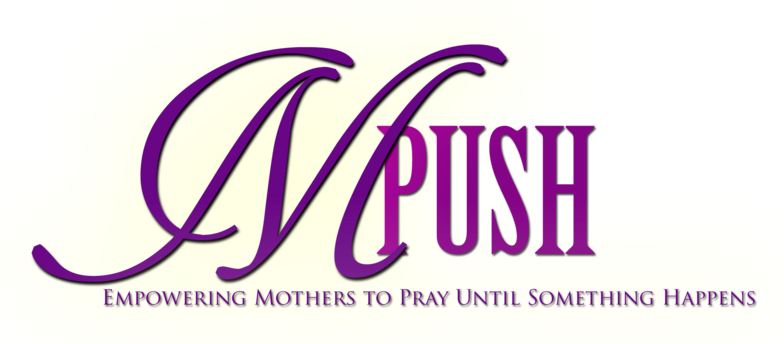 MPUSH
Empowering Mothers to Pray Until Something Happens